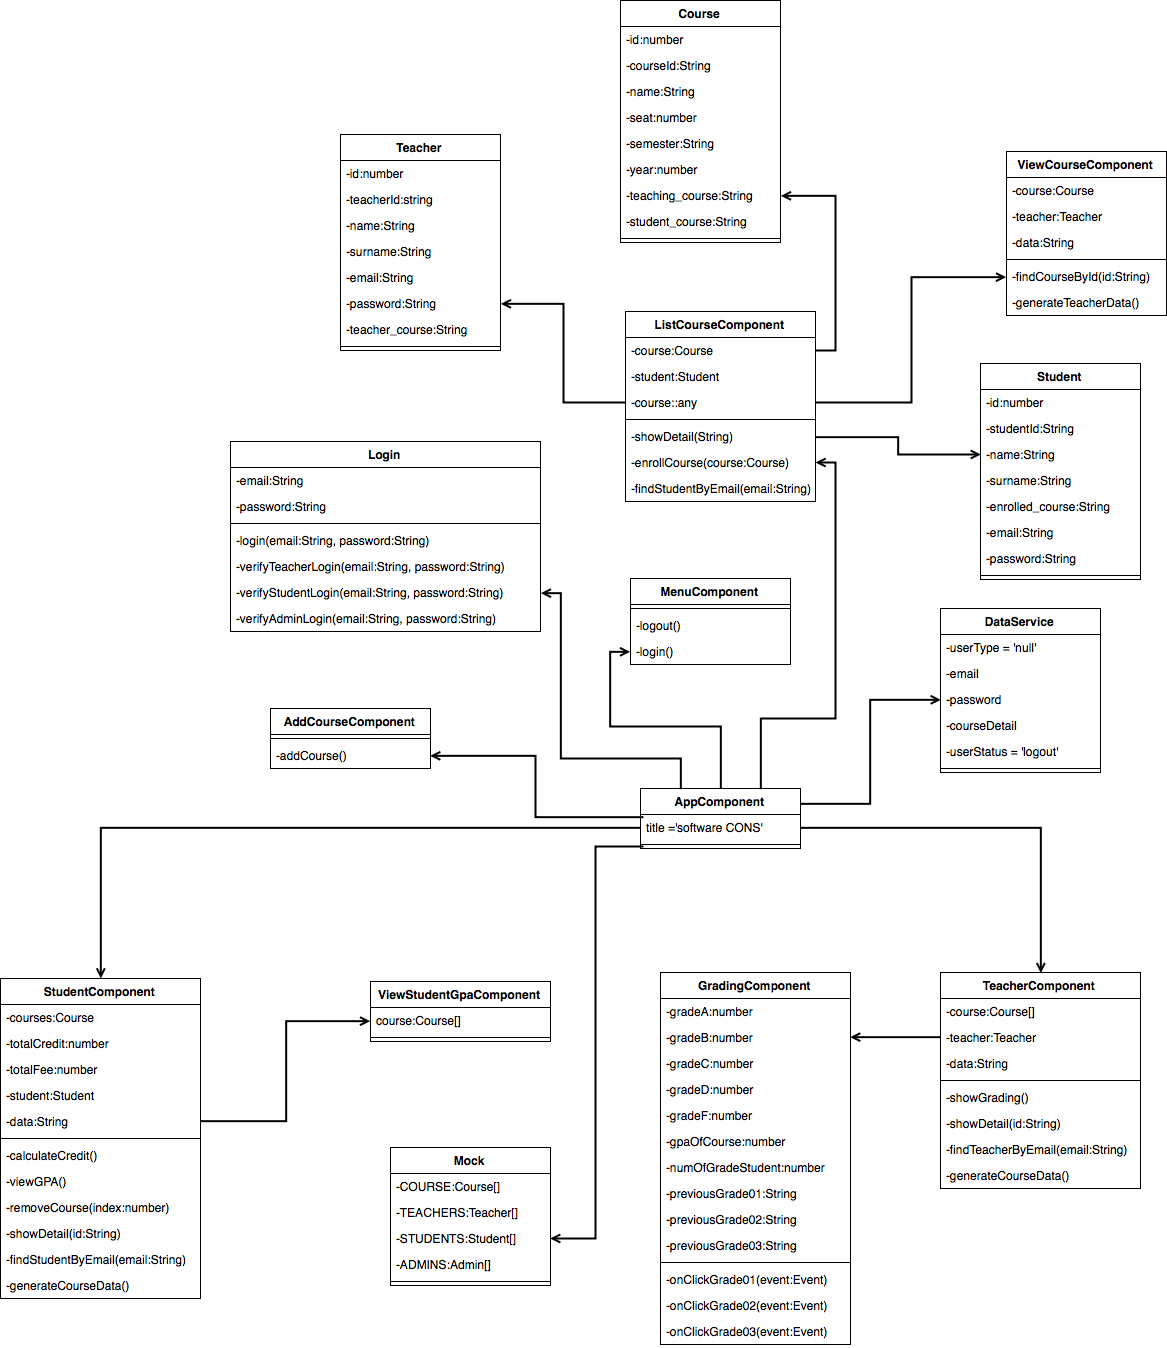 Course
-id:number
-courseId:String
-name:String
-seat:number
-semester:String
-year:number
-teaching_course:String
-student_course:String
Teacher
-id:number
-teacherId:string
-name:String
-surname:String
-email:String
-password:String
-teacher_course:String
ViewCourseComponent
-course:Course
-teacher:Teacher
-data:String
-findCourseById(id:String)
-generateTeacherData()
ListCourseComponent
-course:Course
-student:Student
-course::any
-showDetail(String)
-enrollCourse(course:Course)
-findStudentByEmail(email:String)
Student
-id:number
-studentId:String
-name:String
-surname:String
-enrolled_course:String
-email:String
-password:String
Login
-email:String
-password:String
-login(email:String, password:String)
-verifyTeacherLogin(email:String, password:String)
-verifyStudentLogin(email:String, password:String)
-verifyAdminLogin(email:String, password:String)
MenuComponent
-logout()
-login()
DataService
-userType = 'null'
-email
-password
-courseDetail
-userStatus = 'logout'
AddCourseComponent
-addCourse()
AppComponent
title ='software CONS'
StudentComponent
-courses:Course
-totalCredit:number
-totalFee:number
-student:Student
-data:String
-calculateCredit()
-viewGPA()
-removeCourse(index:number)
-showDetail(id:String)
-findStudentByEmail(email:String)
-generateCourseData()
ViewStudentGpaComponent
course:Course[]
Mock
-COURSE:Course[]
-TEACHERS:Teacher[]
-STUDENTS:Student[]
-ADMINS:Admin[]
GradingComponent
-gradeA:number
-gradeB:number
-gradeC:number
-gradeD:number
-gradeF:number
-gpaOfCourse:number
-numOfGradeStudent:number
-previousGrade01:String
-previousGrade02:String
-previousGrade03:String
-onClickGrade01(event:Event)
-onClickGrade02(event:Event)
-onClickGrade03(event:Event)
TeacherComponent
-course:Course[]
-teacher:Teacher
-data:String
-showGrading()
-showDetail(id:String)
-findTeacherByEmail(email:String)
-generateCourseData()